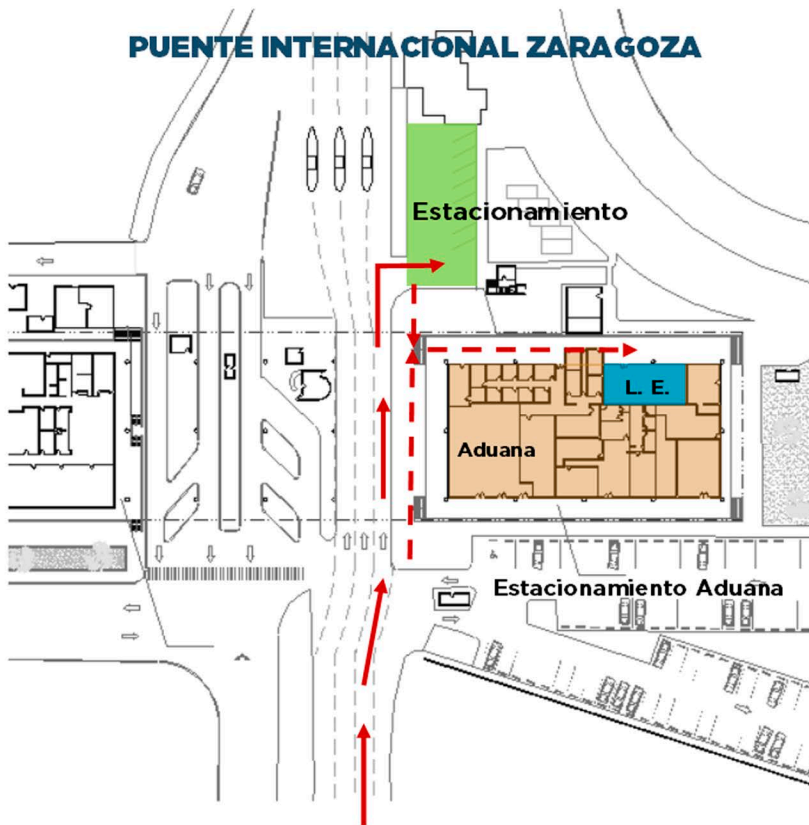 PUENTE INTERNACIONAL ZARAGOZA
Estacionamiento
L. E.
Aduana
Estacionamiento Aduana